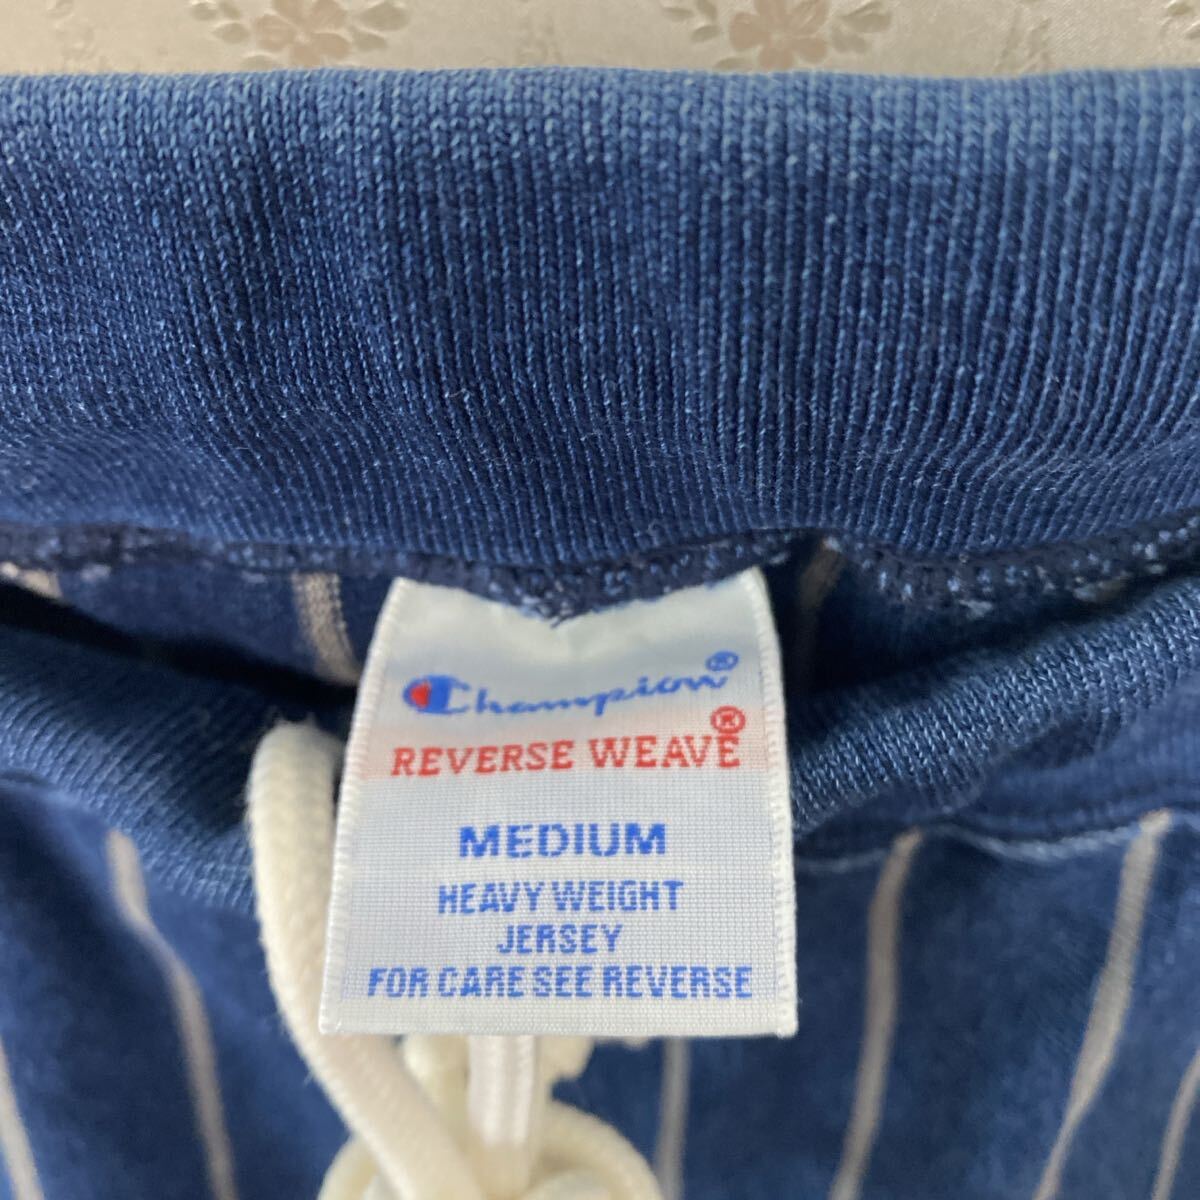 Champion®
REVERSE WEAVE®
MEDIUM
HEAVY WEIGHT
JERSEY
FOR CARE SEE REVERSE